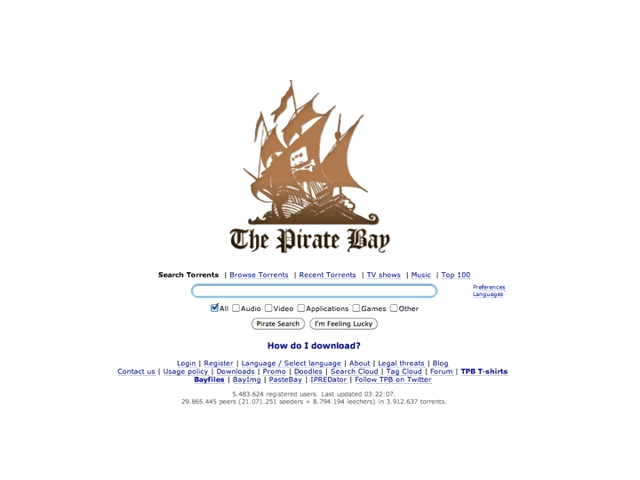 The Pirate Bay
Search Torrents | Browse Torrents | Recent Torrents | TV shows | Music | Top 100
Preferences
Languages
All Audio Video Applications Games Other
Pirate Search I'm Feeling Lucky
How do I download?
Login | Register | Language / Select language | About | Legal threats | Blog
Contact us | Usage policy | Downloads | Promo | Doodles | Search Cloud | Tag Cloud | Forum | TPB T-shirts
Bayfiles | BayImg | PasteBay | IPREDator | Follow TPB on Twitter
5.483.624 registered users. Last updated 03:22:07.
29.865.445 peers (21.071.251 seeders + 8.794.194 leechers) in 3.912.637 torrents.